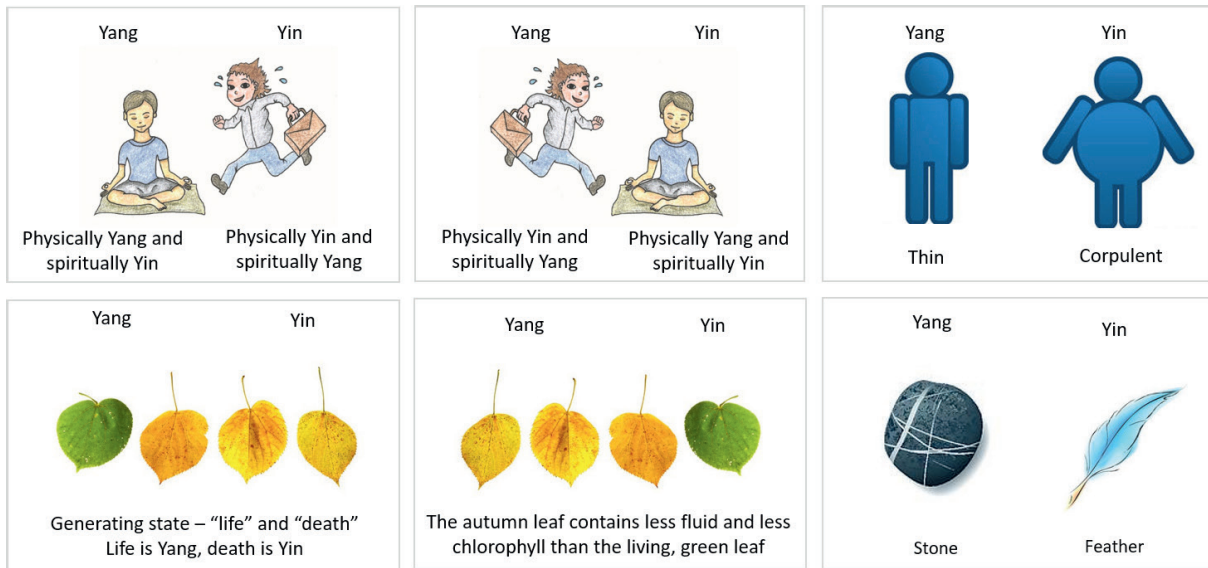 Yang Yin
Physically Yang and
spiritually Yin
Physically Yin and
spiritually Yang
Yang Yin
Physically Yin and
spiritually Yang
Physically Yang and
spiritually Yin
Yang Yin
Thin Corpulent
Yang Yin
Generating state – “life” and “death”
Life is Yang, death is Yin
Yang Yin
The autumn leaf contains less fluid and less
chlorophyll than the living, green leaf
Yang Yin
Stone Feather